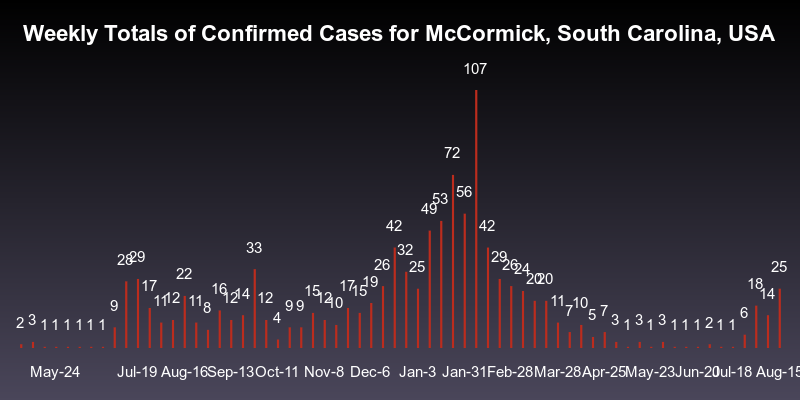 Weekly Totals of Confirmed Cases for McCormick, South Carolina, USA
2 3 1 1 1 1 1 1 9 28 29 17 11 12 22 11 8 16 12 14 33 12 4 9 9 15 12 10 17 15 19 26 42 32 25 49 53 72 56 107 42 29 26 24 20 20 11 7 10 5 7 3 1 3 1 3 1 1 1 2 1 1 6 18 14 25
May-24 Jul-19 Aug-16 Sep-13 Oct-11 Nov-8 Dec-6 Jan-3 Jan-31 Feb-28 Mar-28 Apr-25 May-23 Jun-20 Jul-18 Aug-15